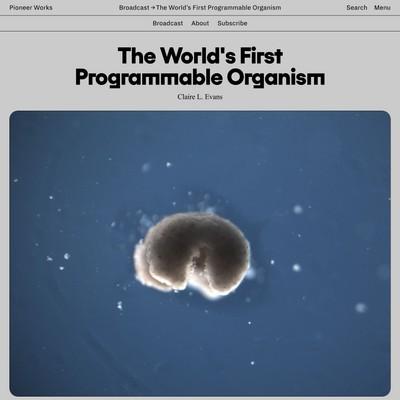 Pioneer Works
Broadcast → The World's First Programmable Organism
Search Menu
Broadcast About Subscribe
The World's First
Programmable Organism
Claire L. Evans